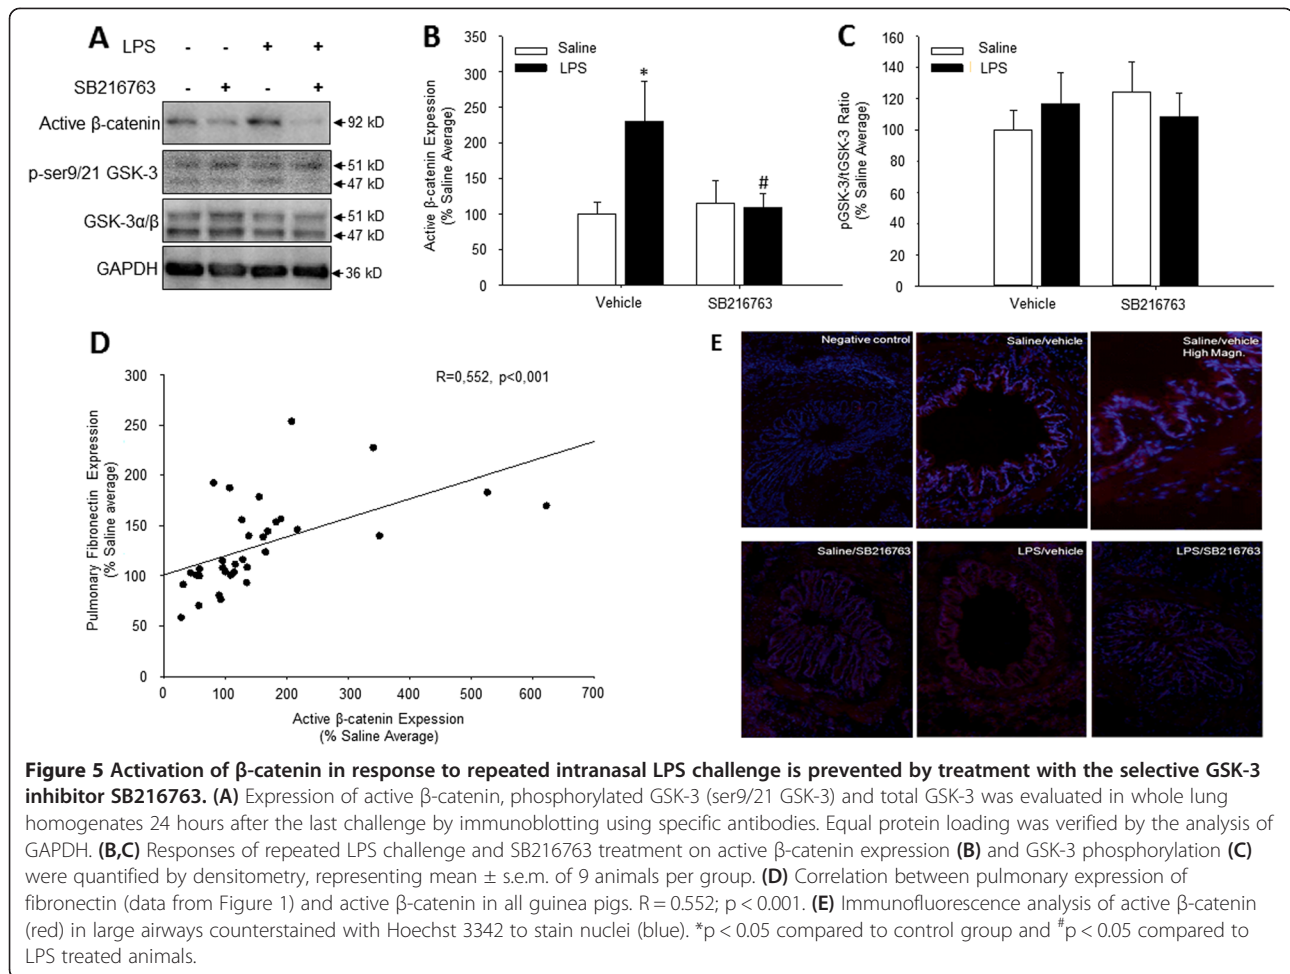 A
LPS - - + +
SB216763 - + - +
Active β-catenin 92 kD
p-ser9/21 GSK-3 51 kD
47 kD
GSK-3α/β 51 kD
47 kD
GAPDH 36 kD
B
Saline
LPS
Active β-catenin Expession
(% Saline Average)
350
300
250
200
150
100
50
0
*
#
Vehicle SB216763
C
Saline
LPS
pGSK-3/tGSK-3 Ratio
(% Saline Average)
160
140
120
100
80
60
40
20
0
Vehicle SB216763
D
R=0,552, p<0,001
Pulmonary Fibronectin Expression
(% Saline average)
300
250
200
150
100
50
0
0 100 200 300 400 500 600 700
Active β-catenin Expession
(% Saline Average)
E
Negative control
Saline/vehicle
Saline/vehicle
High Magn.
Saline/SB216763
LPS/vehicle
LPS/SB216763
Figure 5 Activation of β-catenin in response to repeated intranasal LPS challenge is prevented by treatment with the selective GSK-3
inhibitor SB216763. (A) Expression of active β-catenin, phosphorylated GSK-3 (ser9/21 GSK-3) and total GSK-3 was evaluated in whole lung
homogenates 24 hours after the last challenge by immunoblotting using specific antibodies. Equal protein loading was verified by the analysis of
GAPDH. (B,C) Responses of repeated LPS challenge and SB216763 treatment on active β-catenin expression (B) and GSK-3 phosphorylation (C)
were quantified by densitometry, representing mean ± s.e.m. of 9 animals per group. (D) Correlation between pulmonary expression of
fibronectin (data from Figure 1) and active β-catenin in all guinea pigs. R = 0.552; p < 0.001. (E) Immunofluorescence analysis of active β-catenin
(red) in large airways counterstained with Hoechst 3342 to stain nuclei (blue). *p < 0.05 compared to control group and #p < 0.05 compared to
LPS treated animals.